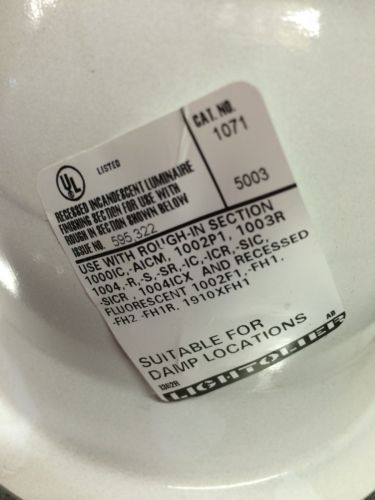 UL
LISTED
RECESSED INCANDESCENT LUMINAIRE
FINISHING SECTION FOR USE WITH
ROUGH IN SECTION SHOWN BELOW
ISSUE NO. 595,322
CAT. NO.
1071
5003
USE WITH ROUGH-IN SECTION
1000IC, -AICM, 1002P1, 1003R
1004, -R, -S, -SR, -IC, -ICR, -SIC,
-SICR, 1004ICX AND RECESSED
FLUORESCENT 1002F1, -FH1,
-FH2 -FH1R, 1910XFH1
SUITABLE FOR
DAMP LOCATIONS
1302R
LIGHTOLIER
AB